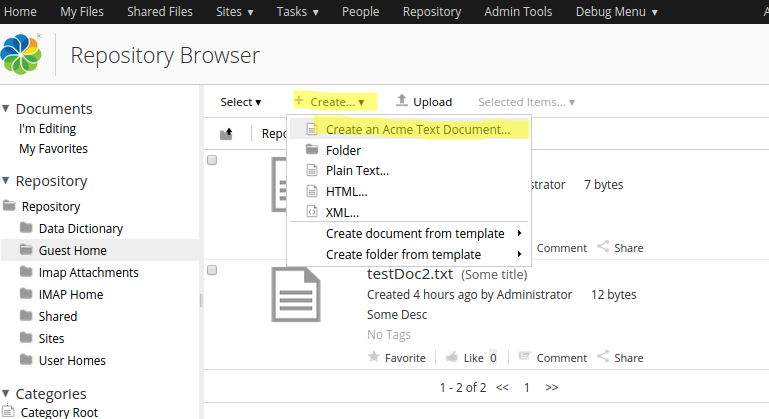 Home My Files Shared Files Sites ▾ Tasks ▾ People Repository Admin Tools Debug Menu ▾
Repository Browser
Documents
I'm Editing
My Favorites
Repository
Repository
Data Dictionary
Guest Home
Imap Attachments
IMAP Home
Shared
Sites
User Homes
Categories
Category Root
Select ▾ + Create... ▾ Upload Selected Items... ▾
Create an Acme Text Document...
Folder
Plain Text...
HTML...
XML...
Create document from template
Create folder from template
7 bytes
Comment Share
testDoc2.txt (Some title)
Created 4 hours ago by Administrator 12 bytes
Some Desc
No Tags
Favorite Like 0 Comment Share
1 - 2 of 2 << 1 >>